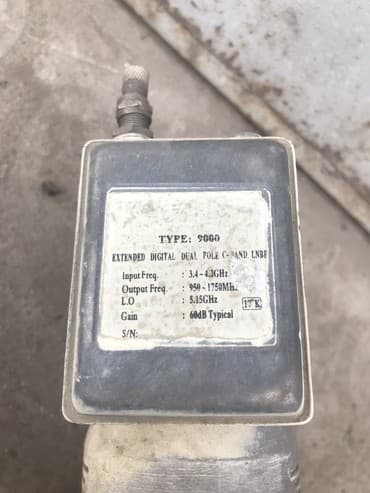 TYPE: 9000
EXTENDED DIGITAL DUAL POLE C-BAND LNBF
Input Freq. : 3.4~4.2GHz
Output Freq. : 950~1750MHz
L.O : 5.15GHz 17°K
Gain : 60dB Typical
S/N: